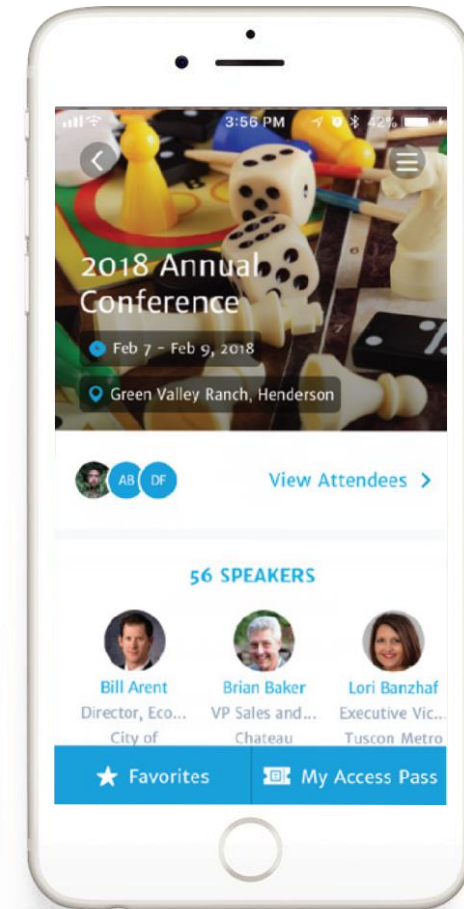 3:56 PM 42%
2018 Annual
Conference
Feb 7 - Feb 9, 2018
Green Valley Ranch, Henderson
AB DF View Attendees
56 SPEAKERS
Bill Arent Brian Baker Lori Banzhaf
Director, Eco... VP Sales and... Executive Vic...
City of Chateau Tuscon Metro
Favorites My Access Pass